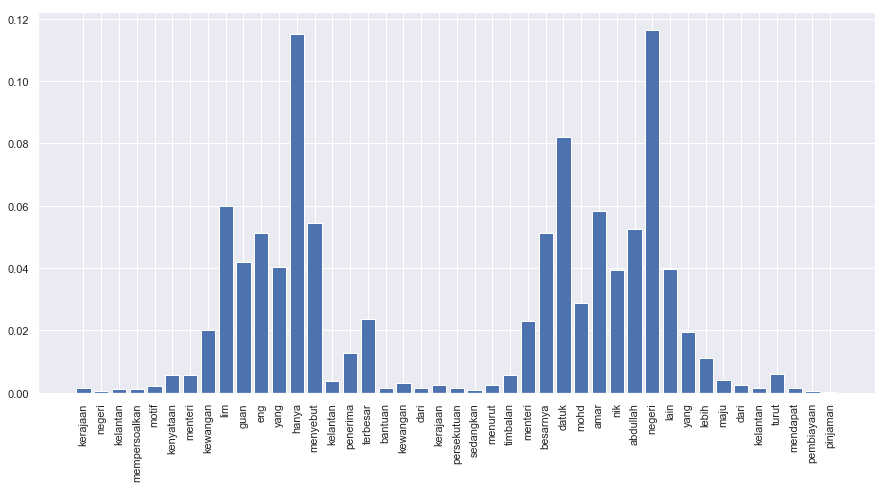 0.12
0.10
0.08
0.06
0.04
0.02
0.00
kerajaan
negeri
kelantan
mempersoalkan
motif
kenyataan
menteri
kewangan
lim
guan
eng
yang
hanya
menyebut
kelantan
penerima
terbesar
bantuan
kewangan
dari
kerajaan
persekutuan
sedangkan
menurut
timbalan
menteri
besarnya
datuk
mohd
amar
nik
abdullah
negeri
lain
yang
lebih
maju
dari
kelantan
turut
mendapat
pembiayaan
pinjaman